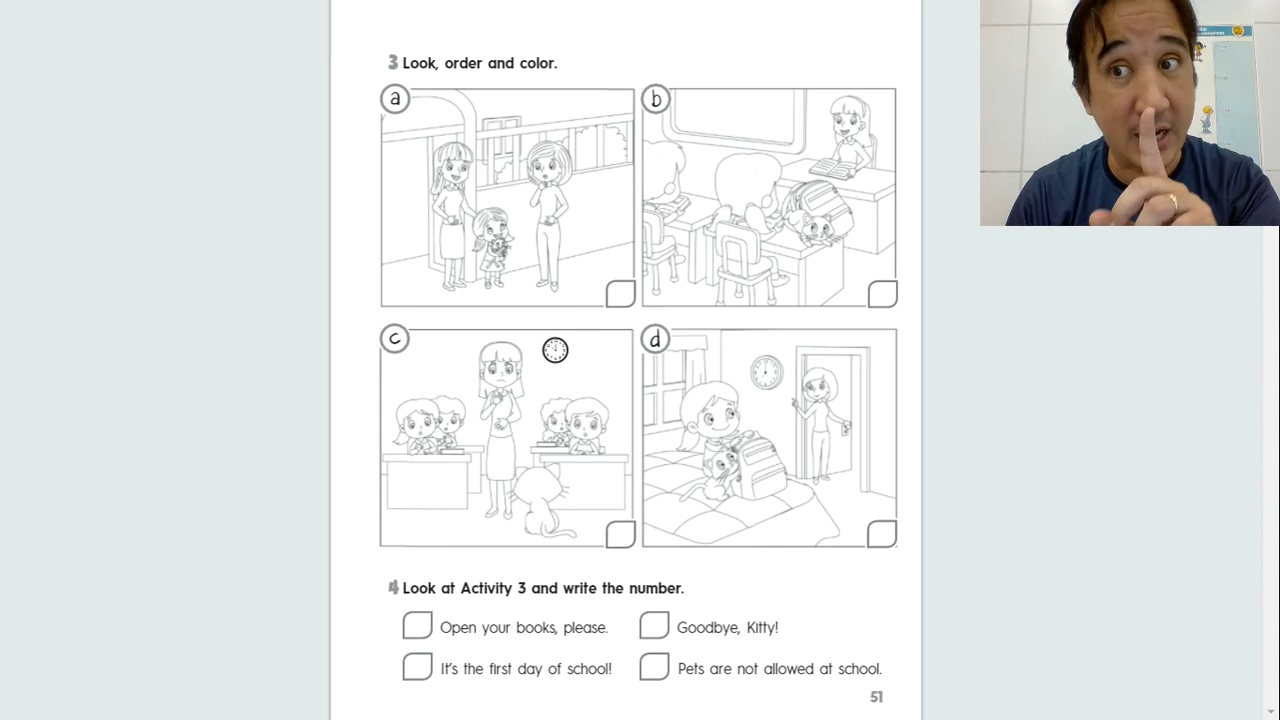 3 Look, order and color.
a
b
c
d
4 Look at Activity 3 and write the number.
Open your books, please.
Goodbye, Kitty!
It's the first day of school!
Pets are not allowed at school.
51